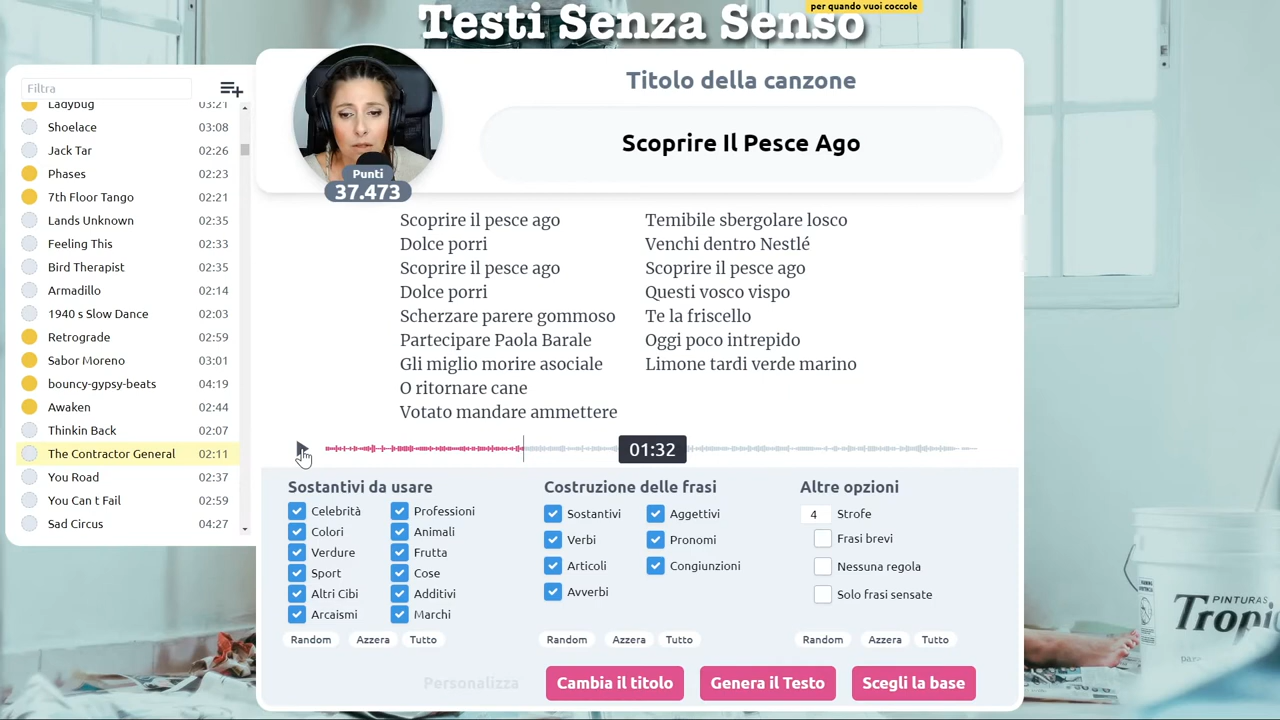 per quando vuoi coccole
Testi Senza Senso
Filtra
Ladybug 03:21
Shoelace 03:08
Jack Tar 02:26
Phases 02:23
7th Floor Tango 02:21
Lands Unknown 02:35
Feeling This 02:33
Bird Therapist 02:35
Armadillo 02:14
1940 s Slow Dance 02:03
Retrograde 02:59
Sabor Moreno 03:01
bouncy-gypsy-beats 04:19
Awaken 02:44
Thinkin Back 02:07
The Contractor General 02:11
You Road 02:37
You Can t Fail 02:59
Sad Circus 04:27
Punti
37.473
Titolo della canzone
Scoprire Il Pesce Ago
Scoprire il pesce ago
Dolce porri
Scoprire il pesce ago
Dolce porri
Scherzare parere gommoso
Partecipare Paola Barale
Gli miglio morire asociale
O ritornare cane
Votato mandare ammettere
Temibile sbergolare losco
Venchi dentro Nestlé
Scoprire il pesce ago
Questi vosco vispo
Te la friscello
Oggi poco intrepido
Limone tardi verde marino
01:32
Sostantivi da usare
Celebrità Professioni
Colori Animali
Verdure Frutta
Sport Cose
Altri Cibi Additivi
Arcaismi Marchi
Random Azzera Tutto
Costruzione delle frasi
Sostantivi Aggettivi
Verbi Pronomi
Articoli Congiunzioni
Avverbi
Random Azzera Tutto
Altre opzioni
4 Strofe
Frasi brevi
Nessuna regola
Solo frasi sensate
Random Azzera Tutto
Personalizza
Cambia il titolo
Genera il Testo
Scegli la base
PINTURAS